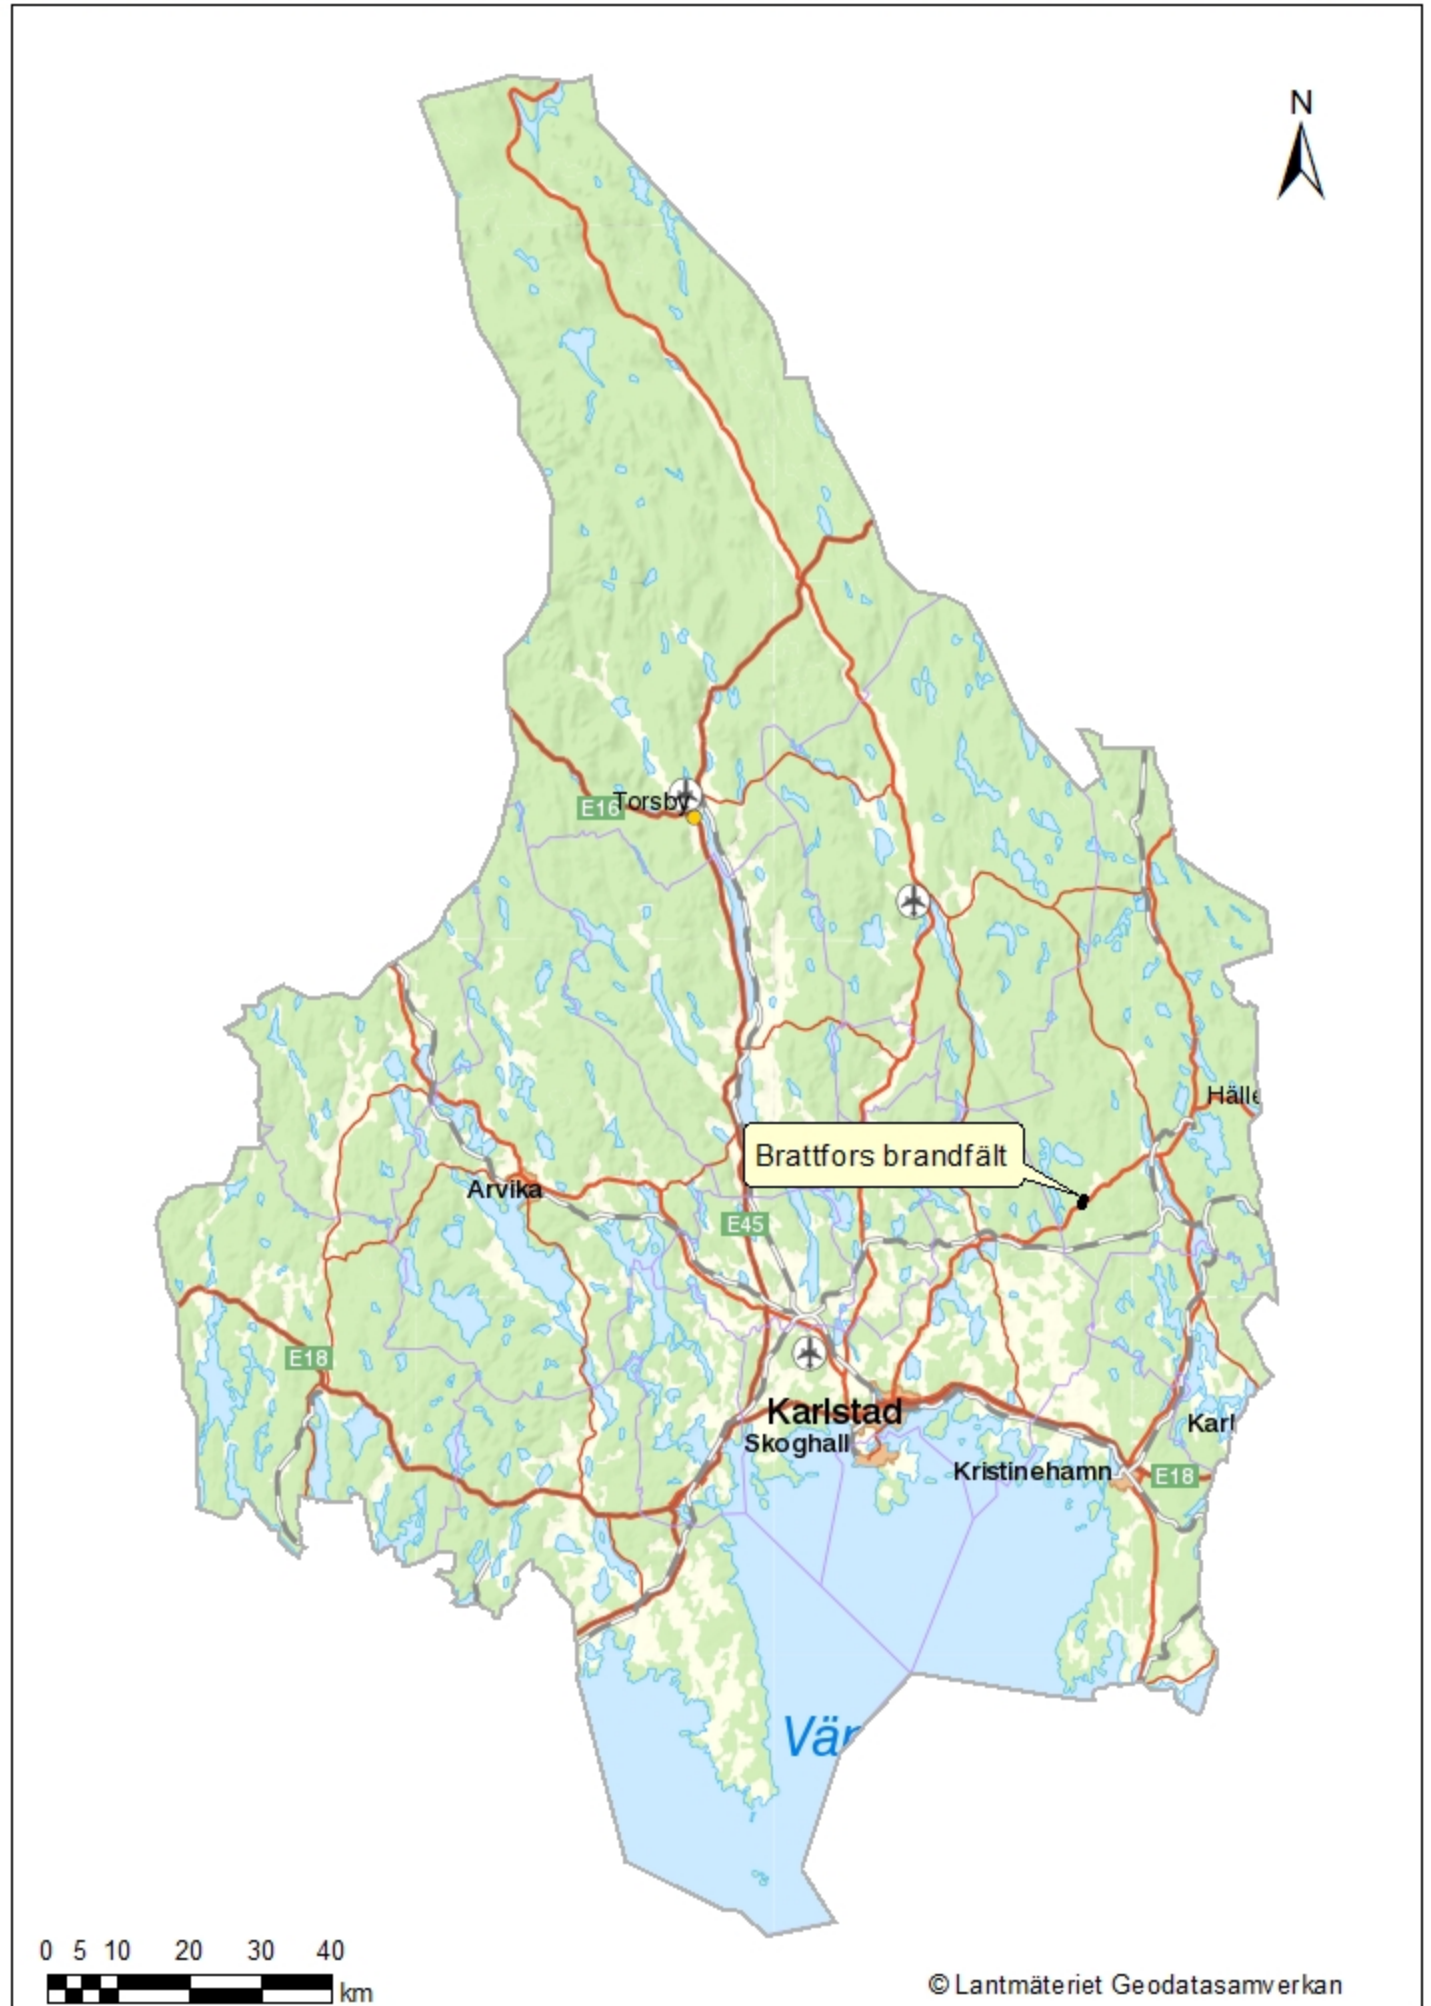 N
E16
Torsby
Hälle
Brattfors brandfält
Arvika
E45
E18
Karlstad
Karl
Skoghall
Kristinehamn
E18
Vär
0 5 10 20 30 40
km
© Lantmäteriet Geodatasamverkan